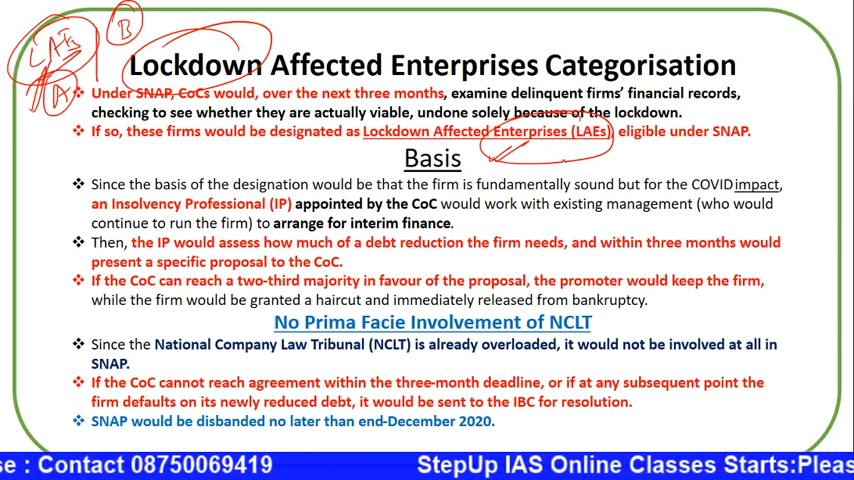 B
LAEs
A
Lockdown Affected Enterprises Categorisation
❖ Under SNAP, CoCs would, over the next three months, examine delinquent firms' financial records,
checking to see whether they are actually viable, undone solely because of the lockdown.
❖ If so, these firms would be designated as Lockdown Affected Enterprises (LAEs), eligible under SNAP.
Basis
❖ Since the basis of the designation would be that the firm is fundamentally sound but for the COVID impact,
an Insolvency Professional (IP) appointed by the CoC would work with existing management (who would
continue to run the firm) to arrange for interim finance.
❖ Then, the IP would assess how much of a debt reduction the firm needs, and within three months would
present a specific proposal to the CoC.
❖ If the CoC can reach a two-third majority in favour of the proposal, the promoter would keep the firm,
while the firm would be granted a haircut and immediately released from bankruptcy.
No Prima Facie Involvement of NCLT
❖ Since the National Company Law Tribunal (NCLT) is already overloaded, it would not be involved at all in
SNAP.
❖ If the CoC cannot reach agreement within the three-month deadline, or if at any subsequent point the
firm defaults on its newly reduced debt, it would be sent to the IBC for resolution.
❖ SNAP would be disbanded no later than end-December 2020.
se : Contact 08750069419 StepUp IAS Online Classes Starts:Pleas